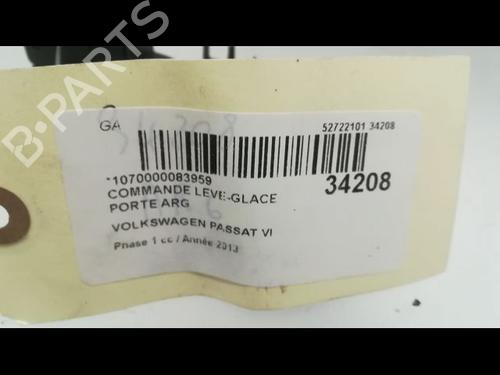 B-PARTS
GA
52722101 34208
*1070000083959
34208
COMMANDE LEVE-GLACE
PORTE ARG
VOLKSWAGEN PASSAT VI
Phase 1 cc / Année 2013